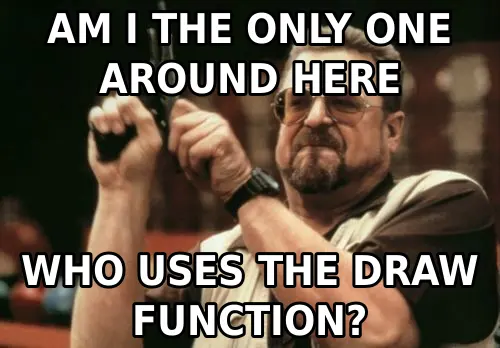 AM I THE ONLY ONE
AROUND HERE
WHO USES THE DRAW
FUNCTION?